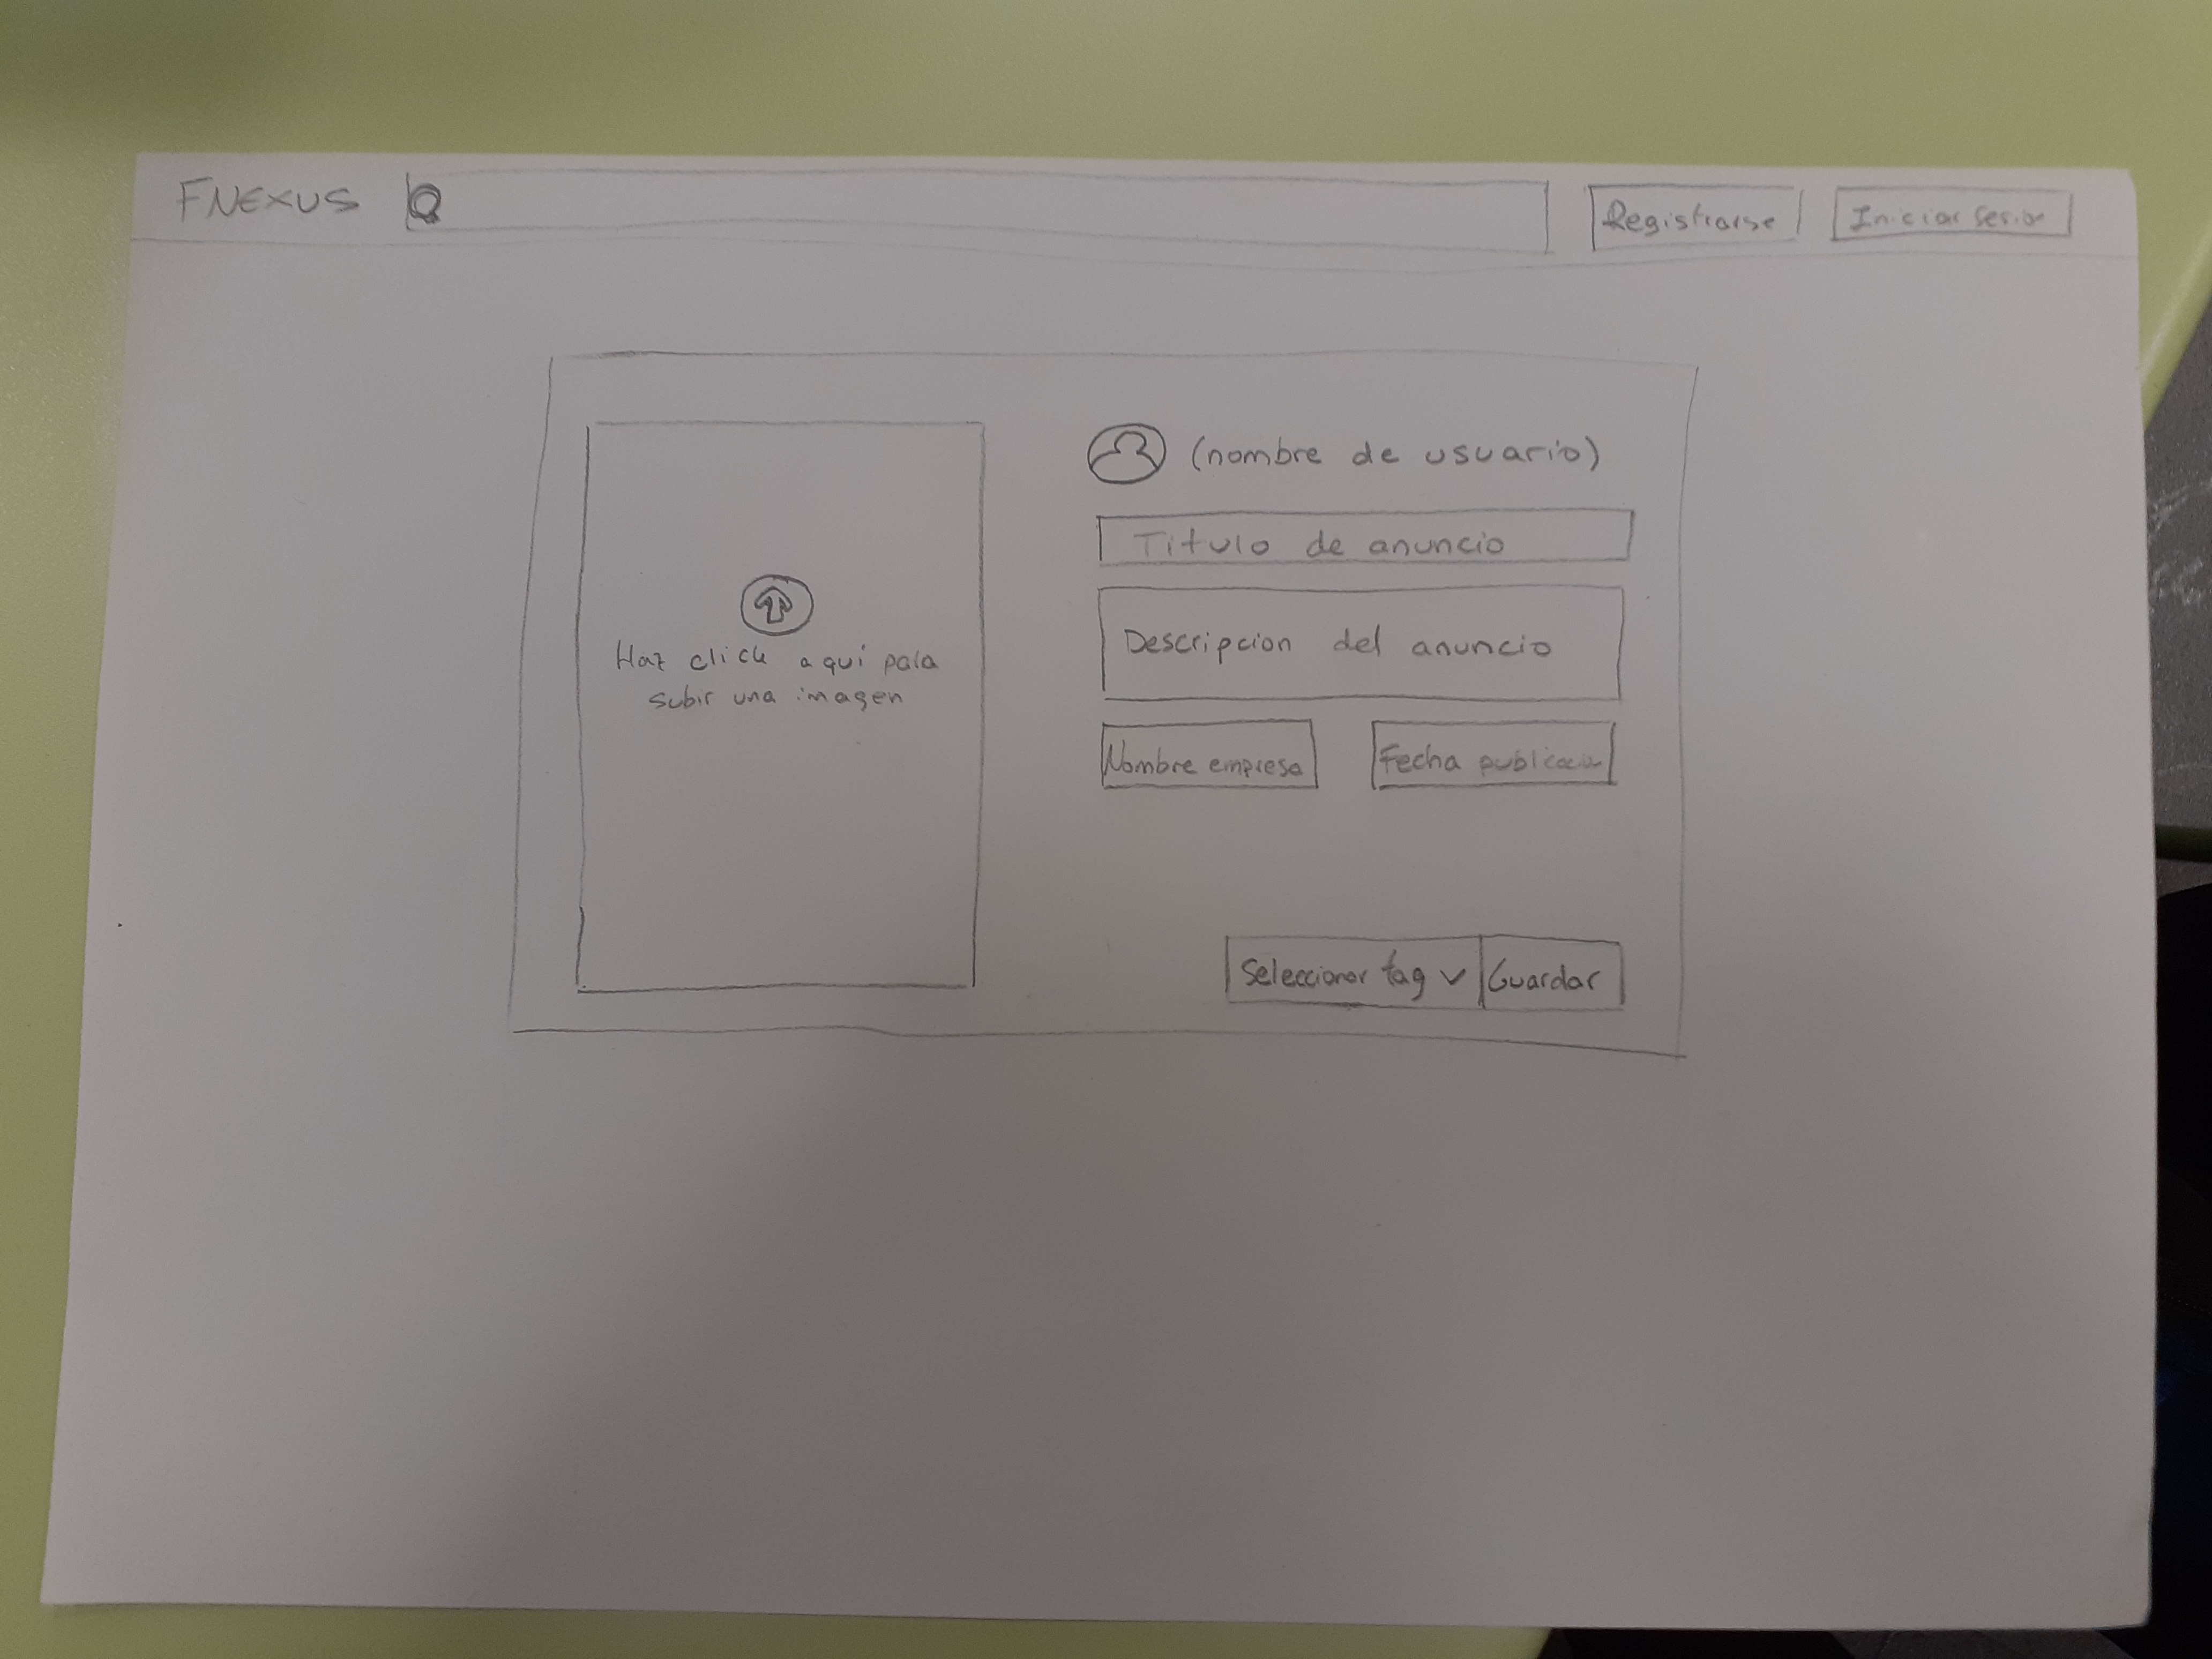 FNEXUS
Registrarse
Iniciar sesion
Haz click aquí para
subir una imagen
(nombre de usuario)
Titulo de anuncio
Descripcion del anuncio
Nombre empresa
Fecha publicacion
Seleccionar tag
Guardar